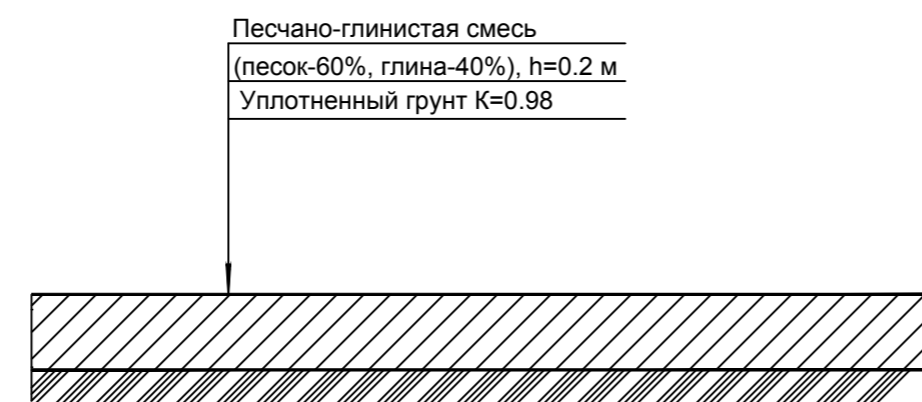 Песчано-глинистая смесь
(песок-60%, глина-40%), h=0.2 м
Уплотненный грунт К=0.98